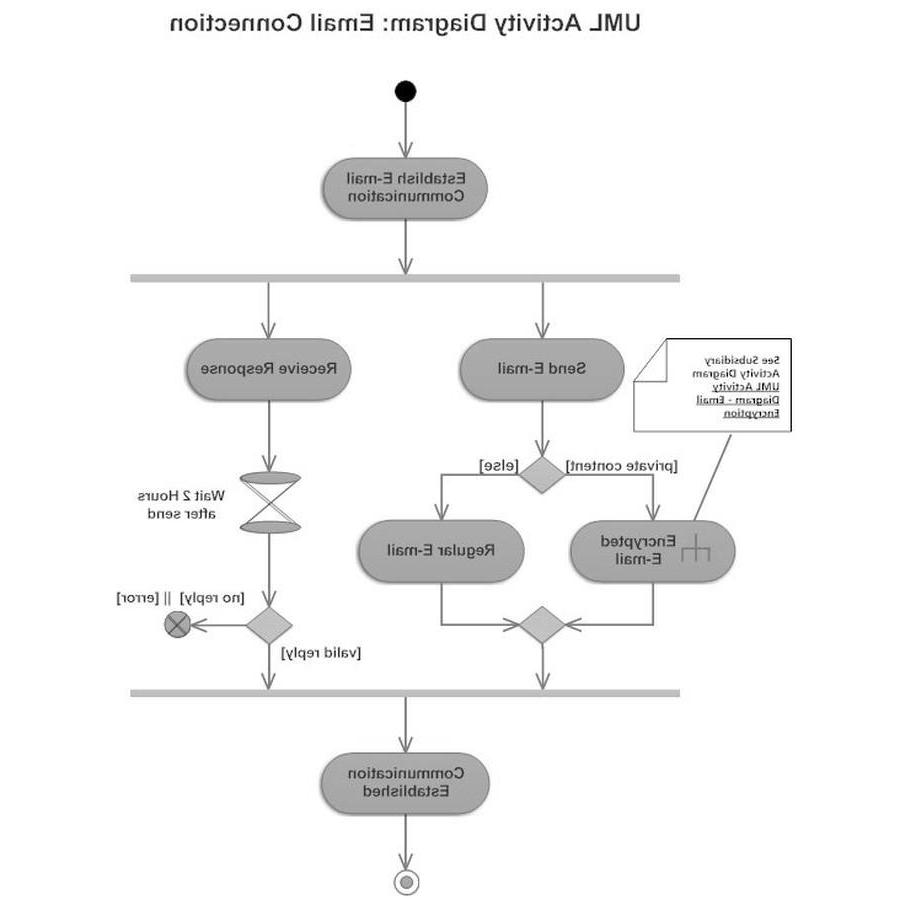 UML Activity Diagram: Email Connection
Establish E-mail
Communication
Send E-mail
Receive Response
See Subsidiary
Activity Diagram
UML Activity
Diagram - Email
Encryption
[private content]
[else]
Wait 2 Hours
after send
Encrypted
E-mail
Regular E-mail
[no reply] || [error]
[valid reply]
Communication
Established